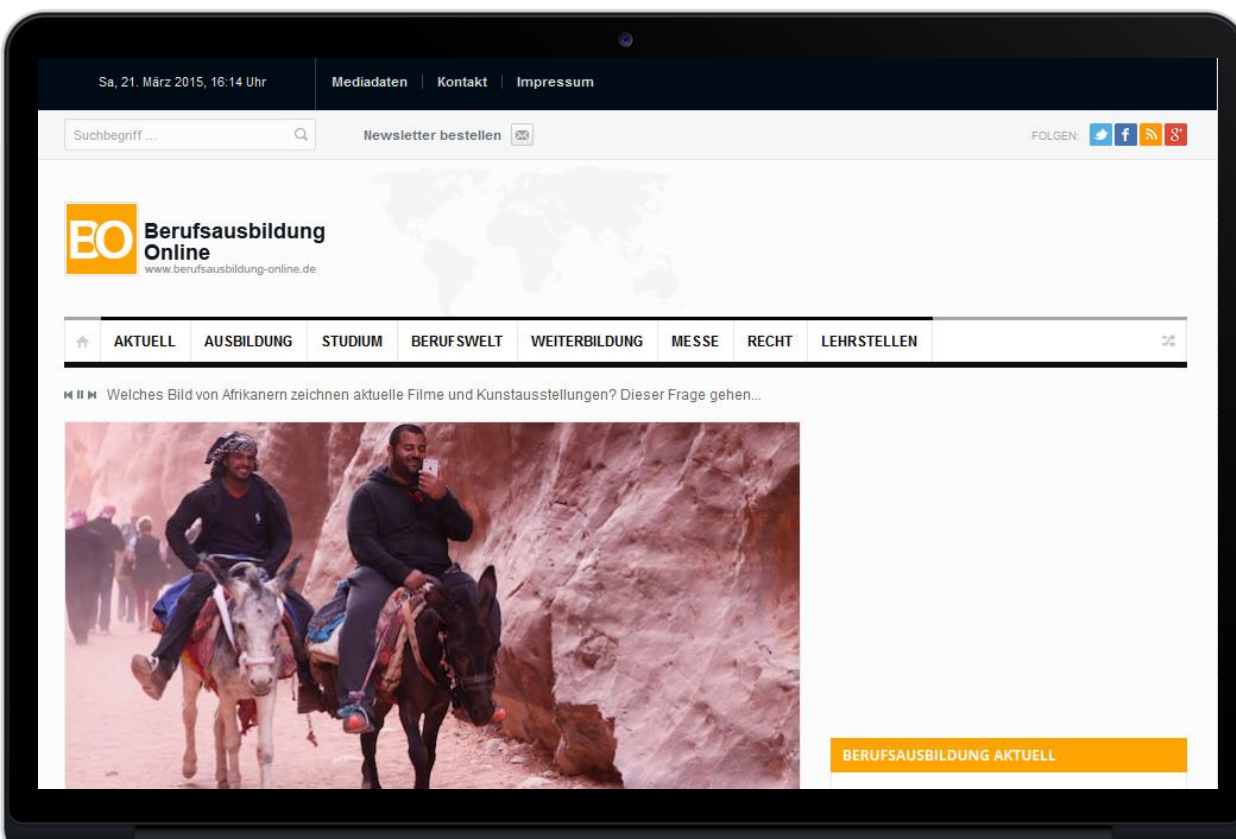 Sa, 21. März 2015, 16:14 Uhr
Mediadaten
Kontakt
Impressum
Suchbegriff ...
Newsletter bestellen
FOLGEN:
BO
Berufsausbildung
Online
www.berufsausbildung-online.de
AKTUELL
AUSBILDUNG
STUDIUM
BERUFSWELT
WEITERBILDUNG
MESSE
RECHT
LEHRSTELLEN
Welches Bild von Afrikanern zeichnen aktuelle Filme und Kunstausstellungen? Dieser Frage gehen...
BERUFSAUSBILDUNG AKTUELL